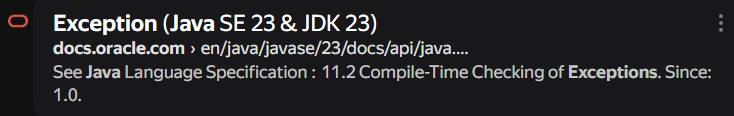 Exception (Java SE 23 & JDK 23)
docs.oracle.com › en/java/javase/23/docs/api/java....
See Java Language Specification : 11.2 Compile-Time Checking of Exceptions. Since:
1.0.